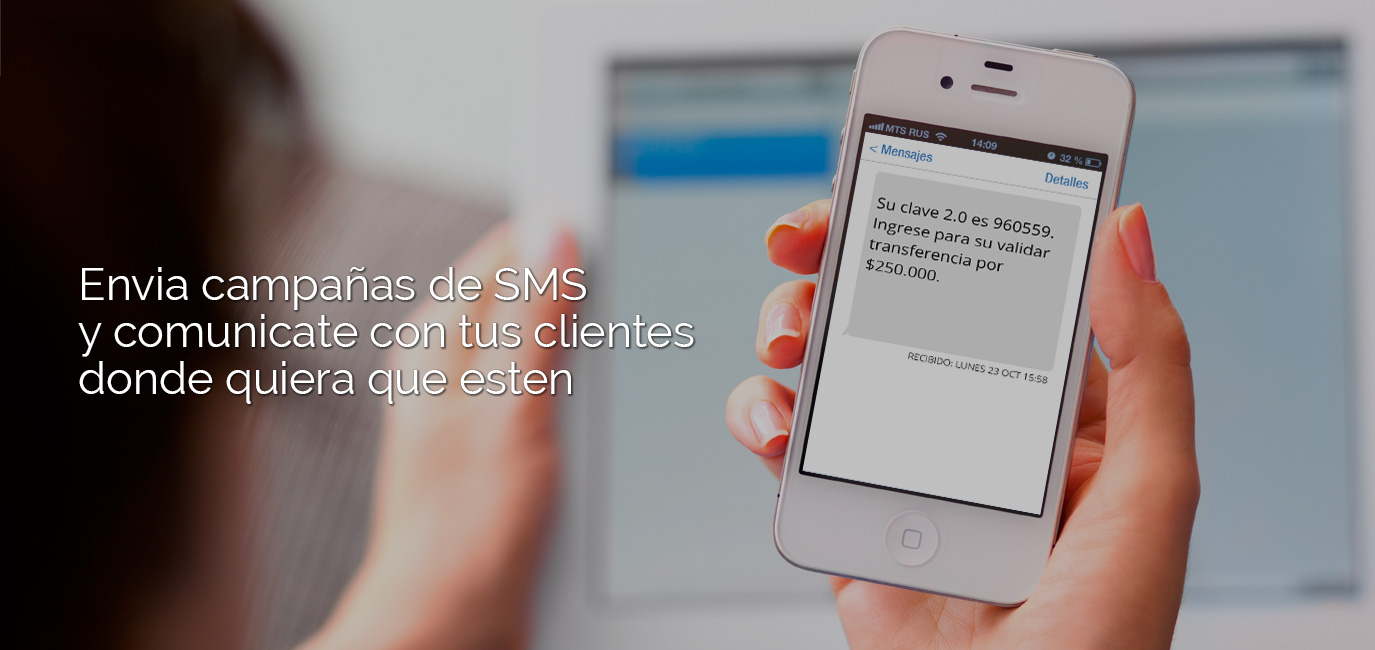 Envia campañas de SMS
y comunicate con tus clientes
donde quiera que esten
MTS RUS 14:09 32 %
< Mensajes Detalles
Su clave 2.0 es 960559.
Ingrese para su validar
transferencia por
$250.000.
RECIBIDO: LUNES 23 OCT 15:58